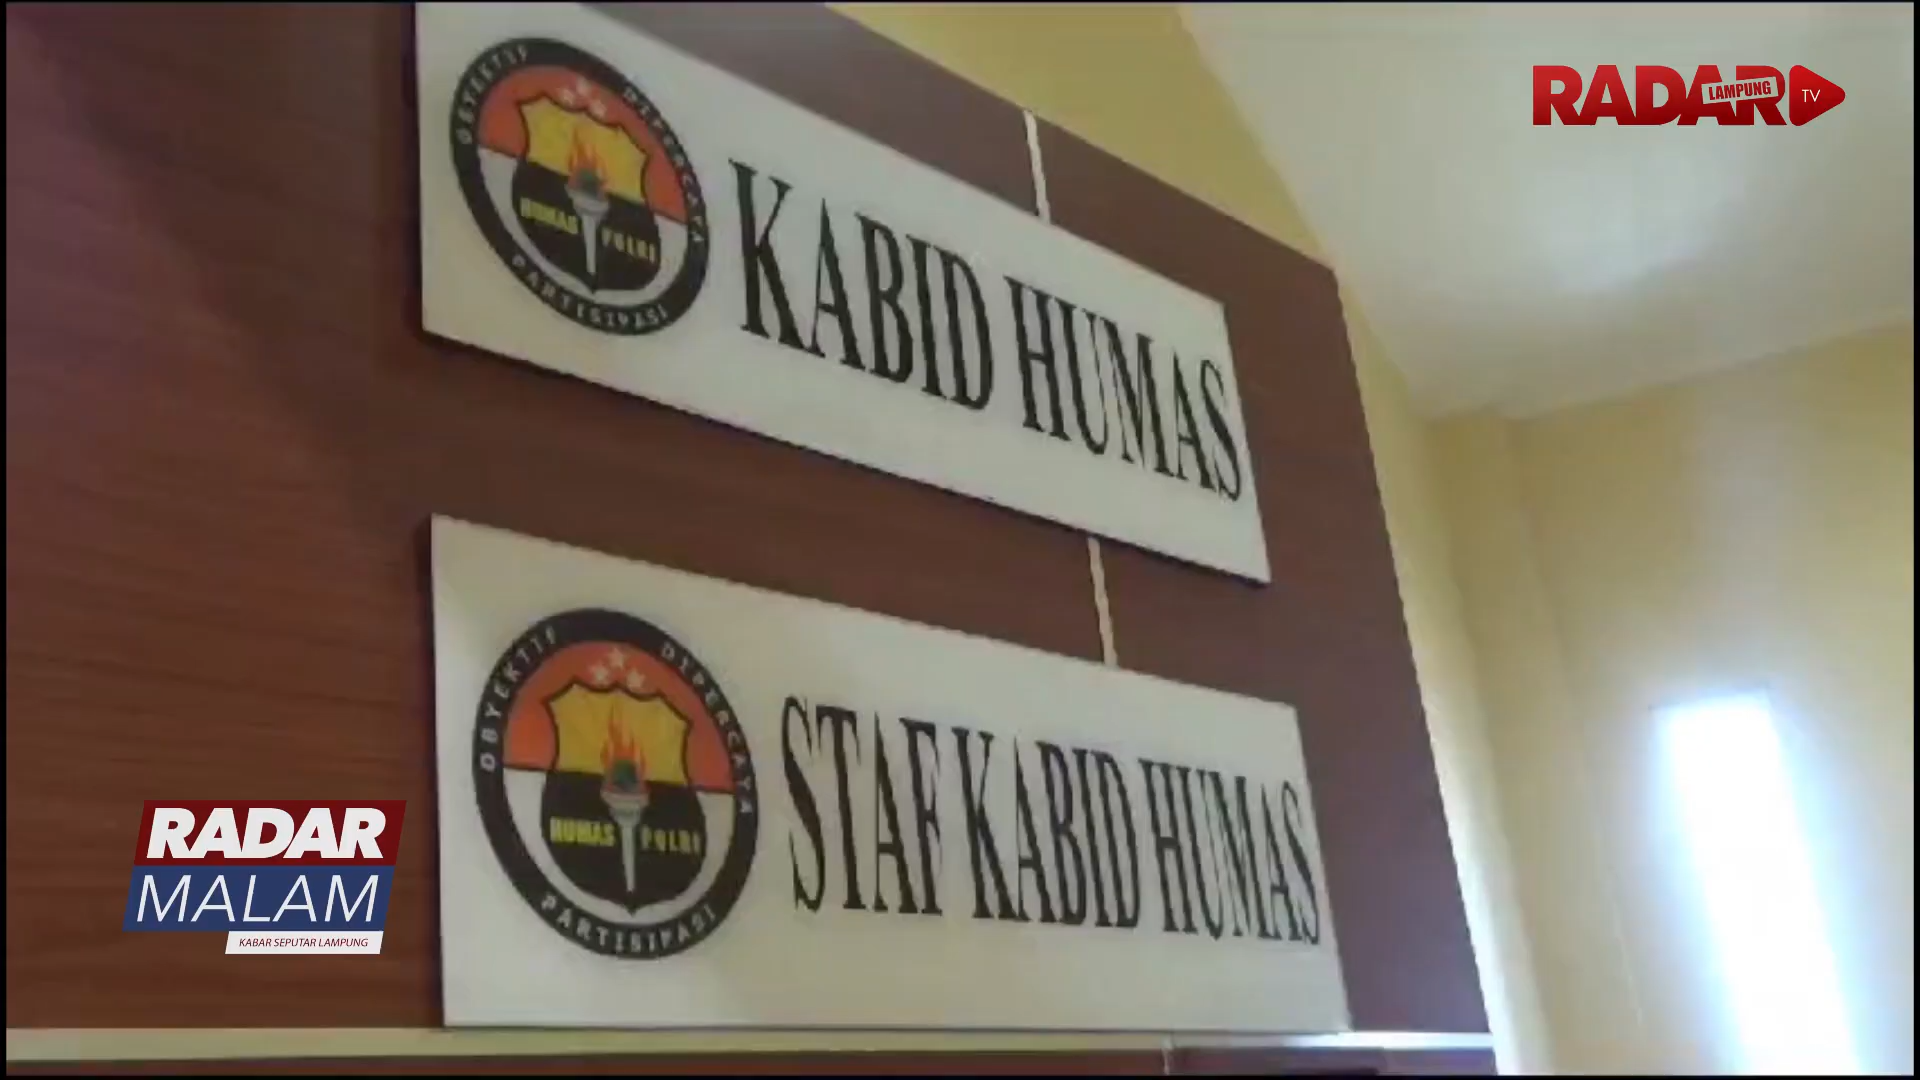 RADAR
LAMPUNG
TV
OBYEKTIF DIPERCAYA
HUMAS POLRI
PARTISIPASI
KABID HUMAS
OBYEKTIF DIPERCAYA
HUMAS POLRI
PARTISIPASI
STAF KABID HUMAS
RADAR
MALAM
KABAR SEPUTAR LAMPUNG